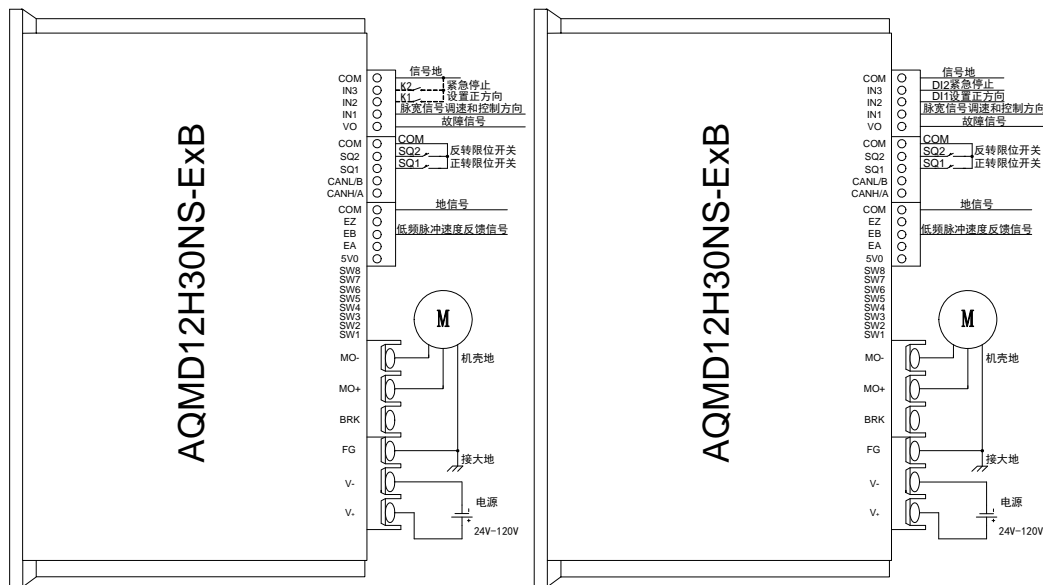 AQMD12H30NS-ExB
COM 信号地
IN3 K2 紧急停止
IN2 K1 设置正方向
IN1 脉宽信号调速和控制方向
VO 故障信号
COM COM
SQ2 SQ2 反转限位开关
SQ1 SQ1 正转限位开关
CANL/B
CANH/A
COM 地信号
EZ
EB 低频脉冲速度反馈信号
EA
5V0
SW8
SW7
SW6
SW5
SW4
SW3
SW2
SW1
M
MO- 机壳地
MO+
BRK
FG 接大地
V-
电源
V+
24V-120V
AQMD12H30NS-ExB
COM 信号地
IN3 DI2紧急停止
IN2 DI1设置正方向
IN1 脉宽信号调速和控制方向
VO 故障信号
COM COM
SQ2 SQ2 反转限位开关
SQ1 SQ1 正转限位开关
CANL/B
CANH/A
COM 地信号
EZ
EB 低频脉冲速度反馈信号
EA
5V0
SW8
SW7
SW6
SW5
SW4
SW3
SW2
SW1
M
MO- 机壳地
MO+
BRK
FG 接大地
V-
电源
V+
24V-120V